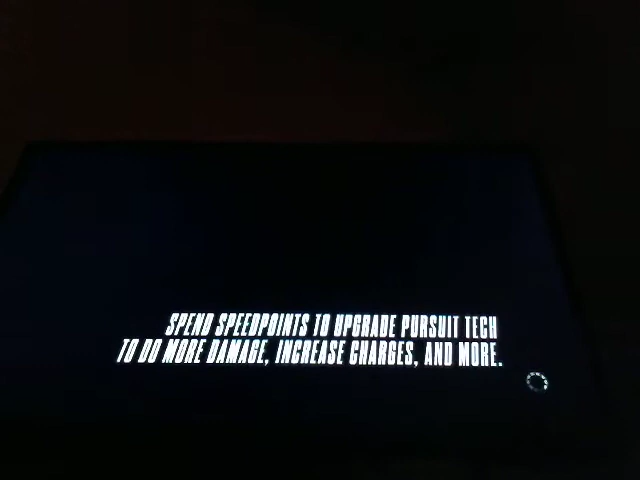 SPEND SPEEDPOINTS TO UPGRADE PURSUIT TECH
TO DO MORE DAMAGE, INCREASE CHARGES, AND MORE.